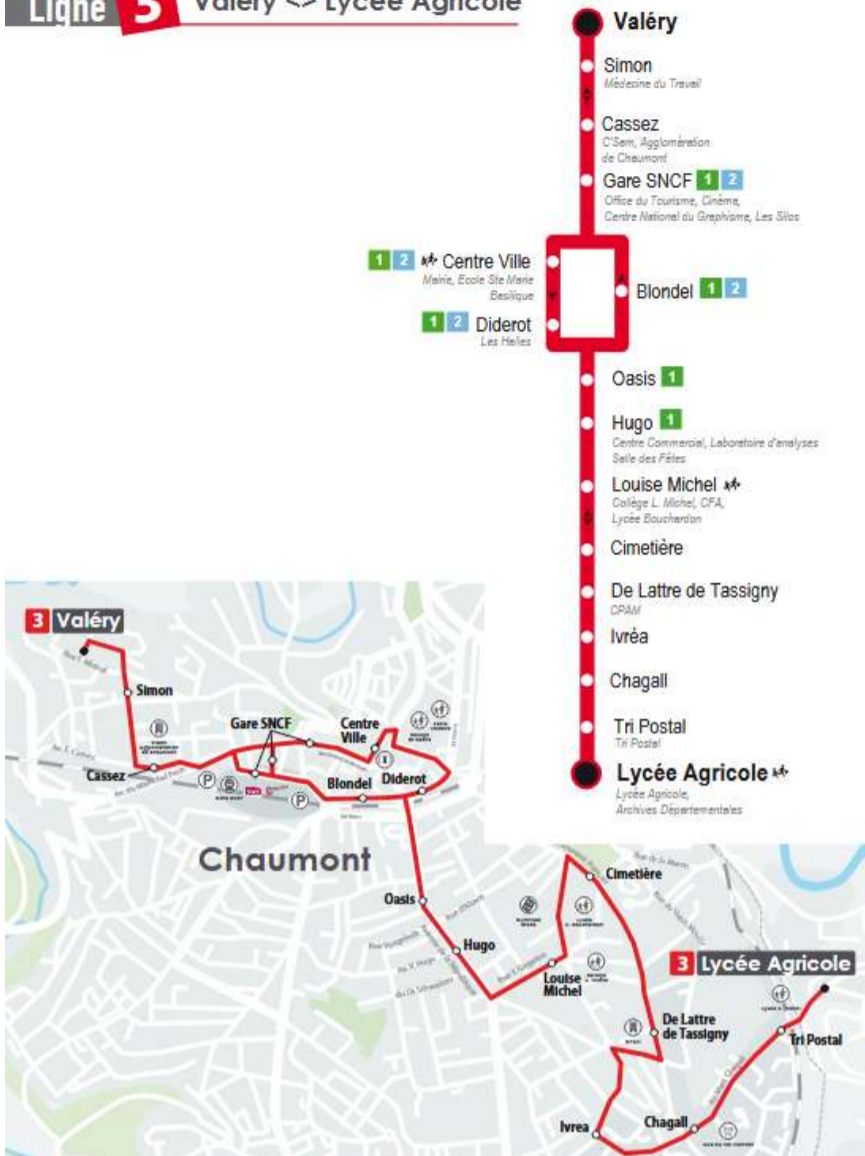 Ligne 3 Valéry <> Lycée Agricole
Valéry
Simon
Médecine du Travail
Cassez
C'Sam, Agglomération
de Chaumont
Gare SNCF 1 2
Office du Tourisme, Cinéma,
Centre National du Graphisme, Les Silos
1 2 Centre Ville
Mairie, Ecole Ste Marie
Basilique
Blondel 1 2
1 2 Diderot
Les Halles
Oasis 1
Hugo 1
Centre Commercial, Laboratoire d'analyses
Salle des Fêtes
Louise Michel
Collège L. Michel, CFA,
Lycée Bouchardon
Cimetière
De Lattre de Tassigny
CPAM
Ivréa
Chagall
Tri Postal
Tri Postal
Lycée Agricole
Lycée Agricole,
Archives Départementales
3 Valéry
Simon
Gare SNCF
Centre
Ville
Cassez
P
P
Blondel
Diderot
Chaumont
Cimetière
Oasis
Hugo
Av. V. Hugo
Louise
Michel
3 Lycée Agricole
De Lattre
de Tassigny
Tri Postal
Av. Marc Chagall
Ivrea
Chagall